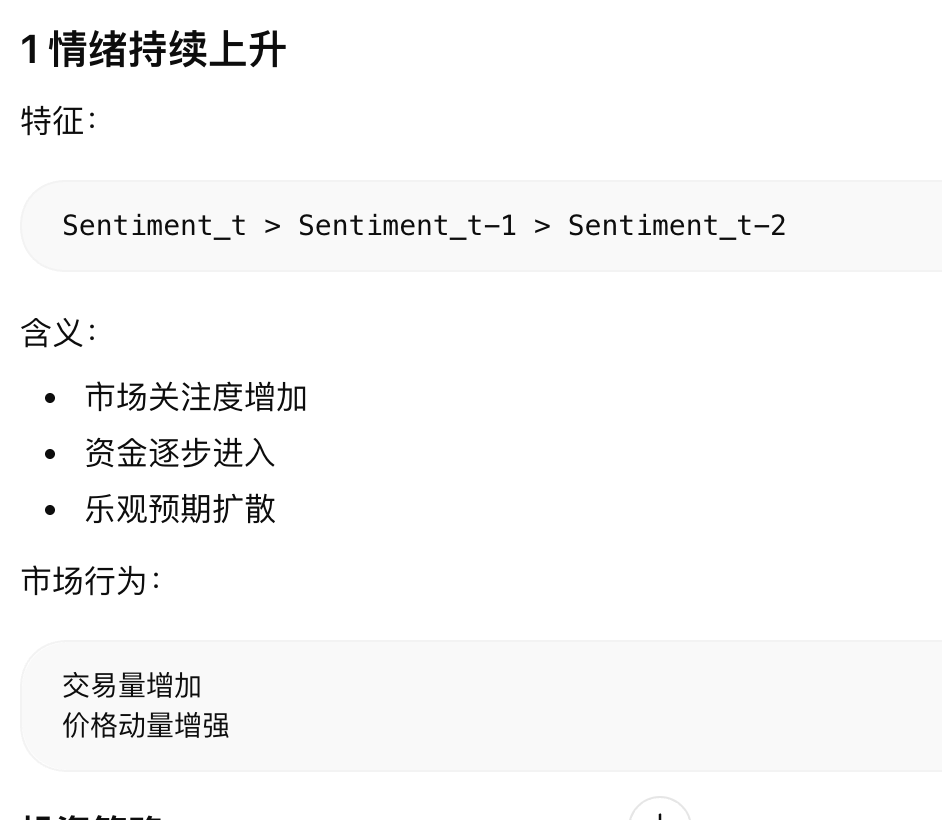 1 情绪持续上升
特征：
Sentiment_t > Sentiment_t-1 > Sentiment_t-2
含义：
• 市场关注度增加
• 资金逐步进入
• 乐观预期扩散
市场行为：
交易量增加
价格动量增强